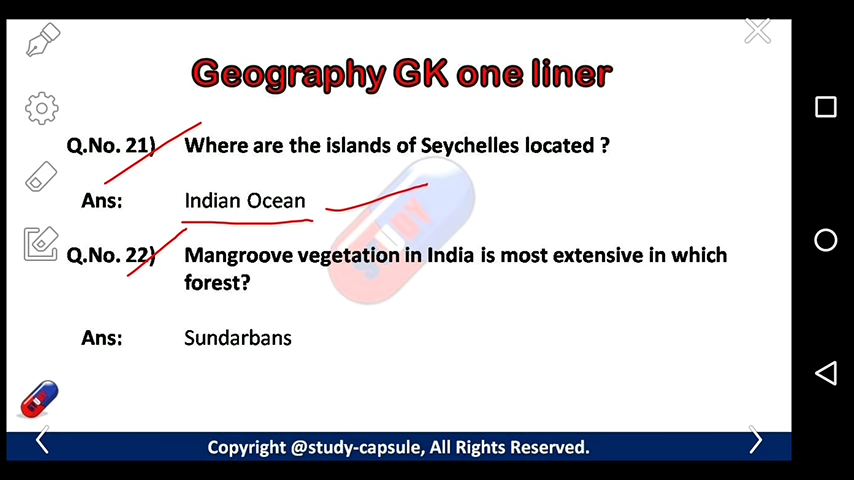 Geography GK one liner
Q.No. 21) Where are the islands of Seychelles located ?
Ans: Indian Ocean
Q.No. 22) Mangroove vegetation in India is most extensive in which
forest?
Ans: Sundarbans
STUDY
Copyright @study-capsule, All Rights Reserved.